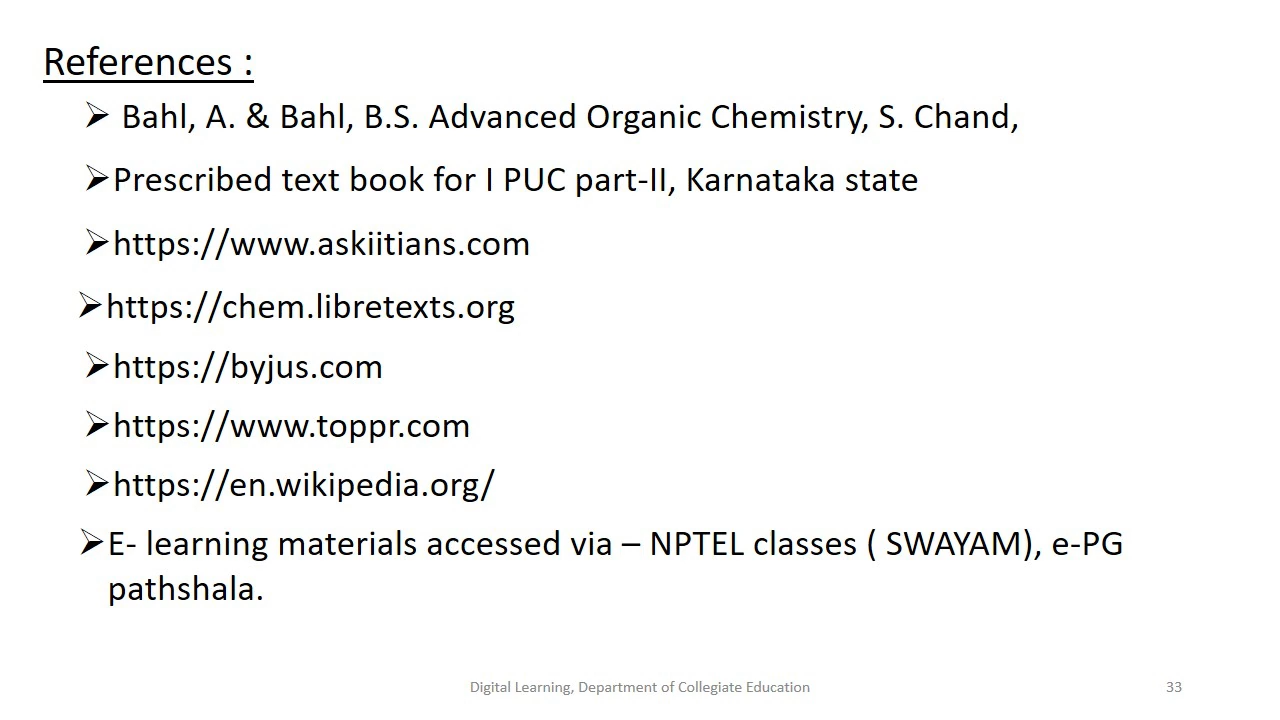 References :
➢ Bahl, A. & Bahl, B.S. Advanced Organic Chemistry, S. Chand,
➢Prescribed text book for I PUC part-II, Karnataka state
➢https://www.askiitians.com
➢https://chem.libretexts.org
➢https://byjus.com
➢https://www.toppr.com
➢https://en.wikipedia.org/
➢E- learning materials accessed via – NPTEL classes ( SWAYAM), e-PG
pathshala.
Digital Learning, Department of Collegiate Education 33